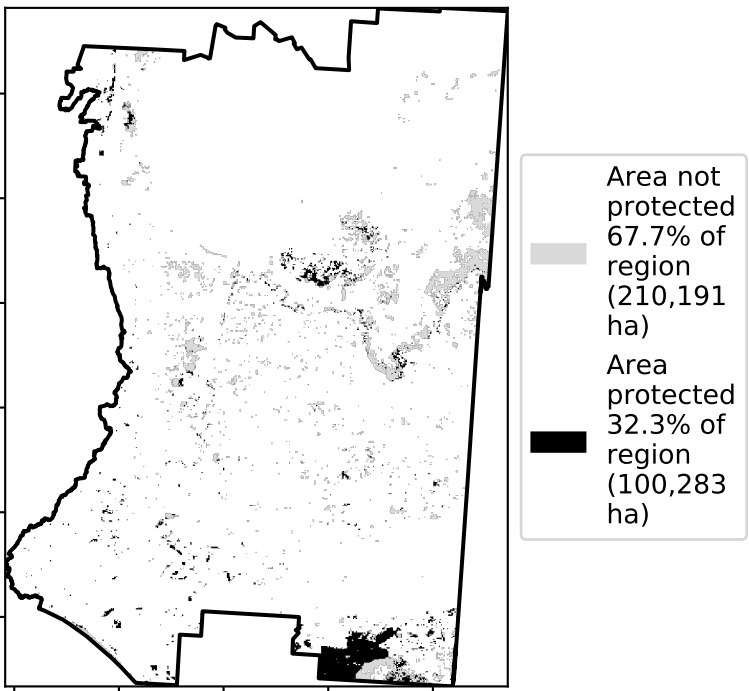 Area not
protected
67.7% of
region
(210,191
ha)
Area
protected
32.3% of
region
(100,283
ha)